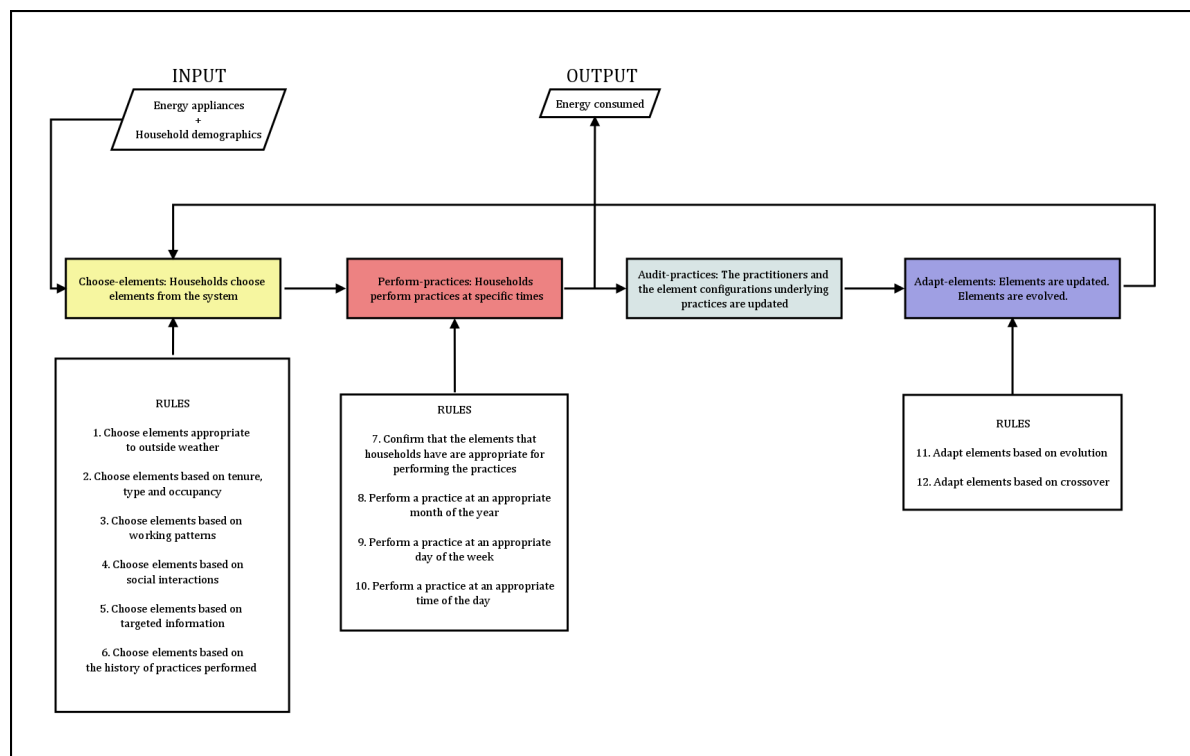 INPUT
Energy appliances
+
Household demographics
OUTPUT
Energy consumed
Choose-elements: Households choose
elements from the system
Perform-practices: Households
perform practices at specific times
Audit-practices: The practitioners and
the element configurations underlying
practices are updated
Adapt-elements: Elements are updated.
Elements are evolved.
RULES
1. Choose elements appropriate
to outside weather
2. Choose elements based on tenure,
type and occupancy
3. Choose elements based on
working patterns
4. Choose elements based on
social interactions
5. Choose elements based on
targeted information
6. Choose elements based on
the history of practices performed
RULES
7. Confirm that the elements that
households have are appropriate for
performing the practices
8. Perform a practice at an appropriate
month of the year
9. Perform a practice at an appropriate
day of the week
10. Perform a practice at an appropriate
time of the day
RULES
11. Adapt elements based on evolution
12. Adapt elements based on crossover